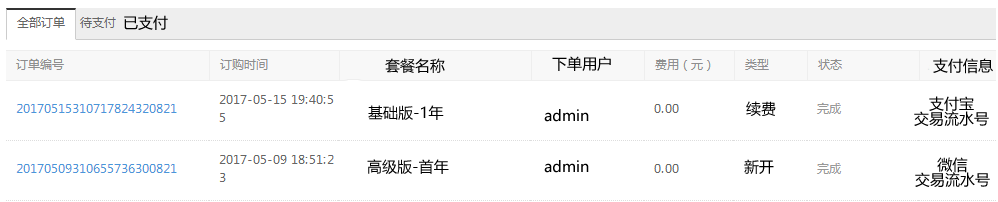 全部订单 待支付 已支付
订单编号 订购时间 套餐名称 下单用户 费用（元） 类型 状态 支付信息
20170515310717824320821 2017-05-15 19:40:5 基础版-1年 admin 0.00 续费 完成 支付宝
5 交易流水号
20170509310655736300821 2017-05-09 18:51:2 高级版-首年 admin 0.00 新开 完成 微信
3 交易流水号